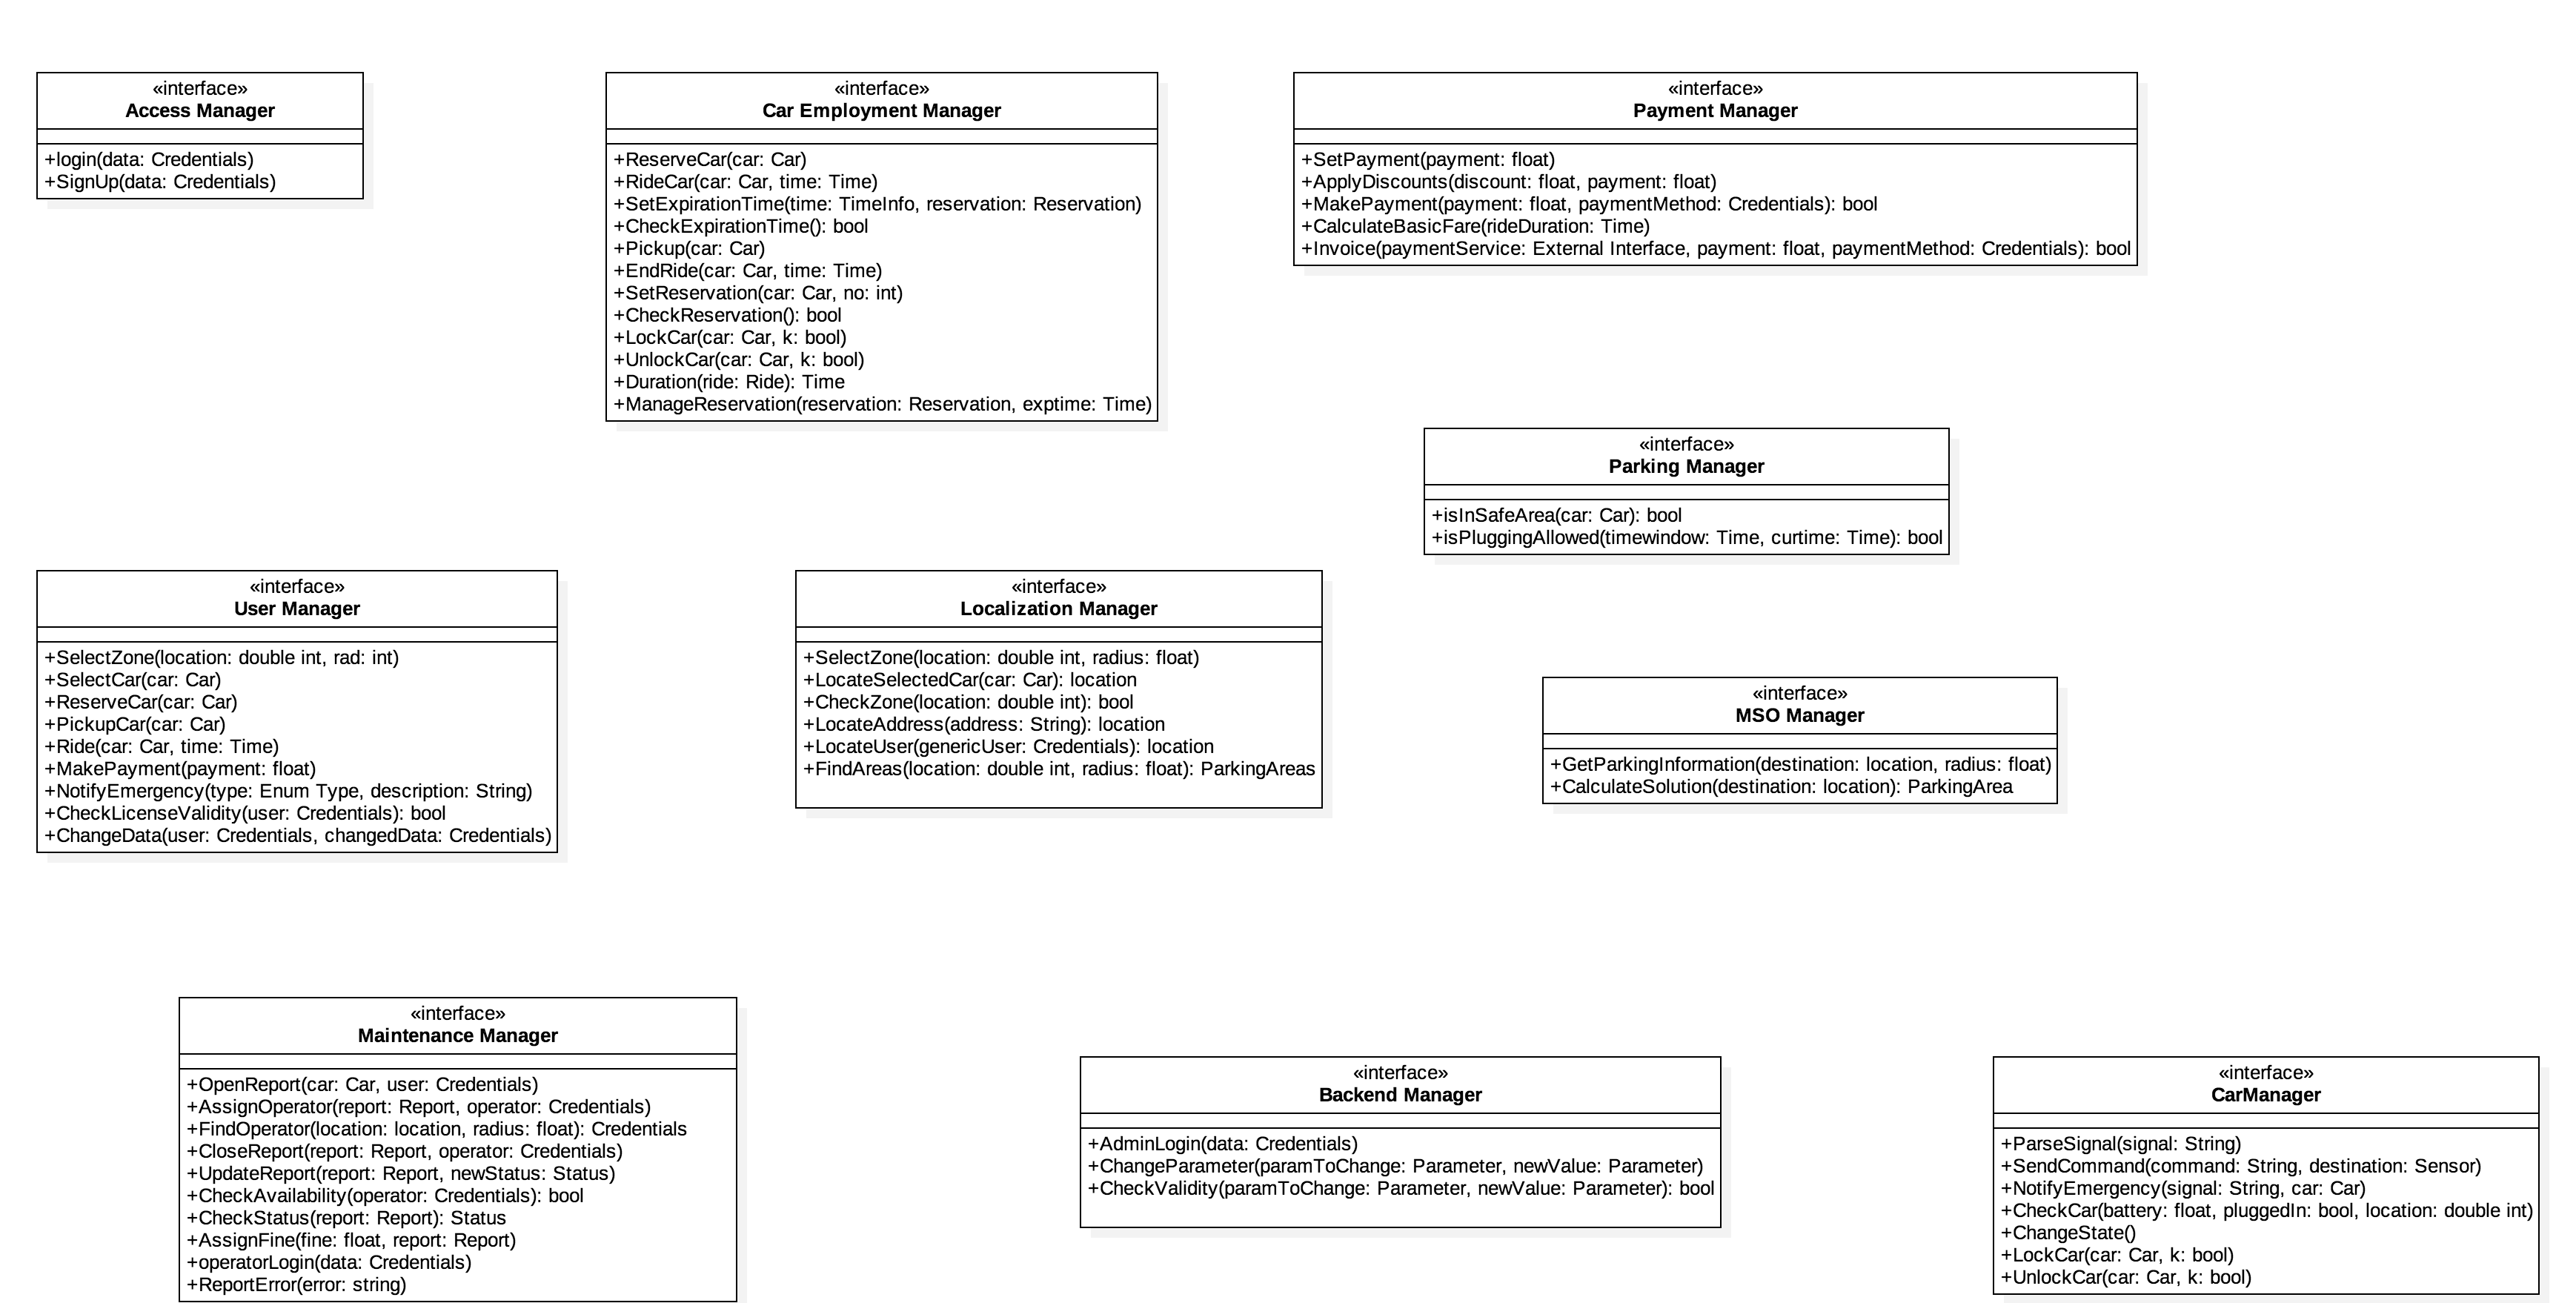 «interface»
Access Manager
+login(data: Credentials)
+SignUp(data: Credentials)
«interface»
Car Employment Manager
+ReserveCar(car: Car)
+RideCar(car: Car, time: Time)
+SetExpirationTime(time: TimeInfo, reservation: Reservation)
+CheckExpirationTime(): bool
+Pickup(car: Car)
+EndRide(car: Car, time: Time)
+SetReservation(car: Car, no: int)
+CheckReservation(): bool
+LockCar(car: Car, k: bool)
+UnlockCar(car: Car, k: bool)
+Duration(ride: Ride): Time
+ManageReservation(reservation: Reservation, exptime: Time)
«interface»
Payment Manager
+SetPayment(payment: float)
+ApplyDiscounts(discount: float, payment: float)
+MakePayment(payment: float, paymentMethod: Credentials): bool
+CalculateBasicFare(rideDuration: Time)
+Invoice(paymentService: External Interface, payment: float, paymentMethod: Credentials): bool
«interface»
Parking Manager
+isInSafeArea(car: Car): bool
+isPluggingAllowed(timewindow: Time, curtime: Time): bool
«interface»
User Manager
+SelectZone(location: double int, rad: int)
+SelectCar(car: Car)
+ReserveCar(car: Car)
+PickupCar(car: Car)
+Ride(car: Car, time: Time)
+MakePayment(payment: float)
+NotifyEmergency(type: Enum Type, description: String)
+CheckLicenseValidity(user: Credentials): bool
+ChangeData(user: Credentials, changedData: Credentials)
«interface»
Localization Manager
+SelectZone(location: double int, radius: float)
+LocateSelectedCar(car: Car): location
+CheckZone(location: double int): bool
+LocateAddress(address: String): location
+LocateUser(genericUser: Credentials): location
+FindAreas(location: double int, radius: float): ParkingAreas
«interface»
MSO Manager
+GetParkingInformation(destination: location, radius: float)
+CalculateSolution(destination: location): ParkingArea
«interface»
Maintenance Manager
+OpenReport(car: Car, user: Credentials)
+AssignOperator(report: Report, operator: Credentials)
+FindOperator(location: location, radius: float): Credentials
+CloseReport(report: Report, operator: Credentials)
+UpdateReport(report: Report, newStatus: Status)
+CheckAvailability(operator: Credentials): bool
+CheckStatus(report: Report): Status
+AssignFine(fine: float, report: Report)
+operatorLogin(data: Credentials)
+ReportError(error: string)
«interface»
Backend Manager
+AdminLogin(data: Credentials)
+ChangeParameter(paramToChange: Parameter, newValue: Parameter)
+CheckValidity(paramToChange: Parameter, newValue: Parameter): bool
«interface»
CarManager
+ParseSignal(signal: String)
+SendCommand(command: String, destination: Sensor)
+NotifyEmergency(signal: String, car: Car)
+CheckCar(battery: float, pluggedIn: bool, location: double int)
+ChangeState()
+LockCar(car: Car, k: bool)
+UnlockCar(car: Car, k: bool)